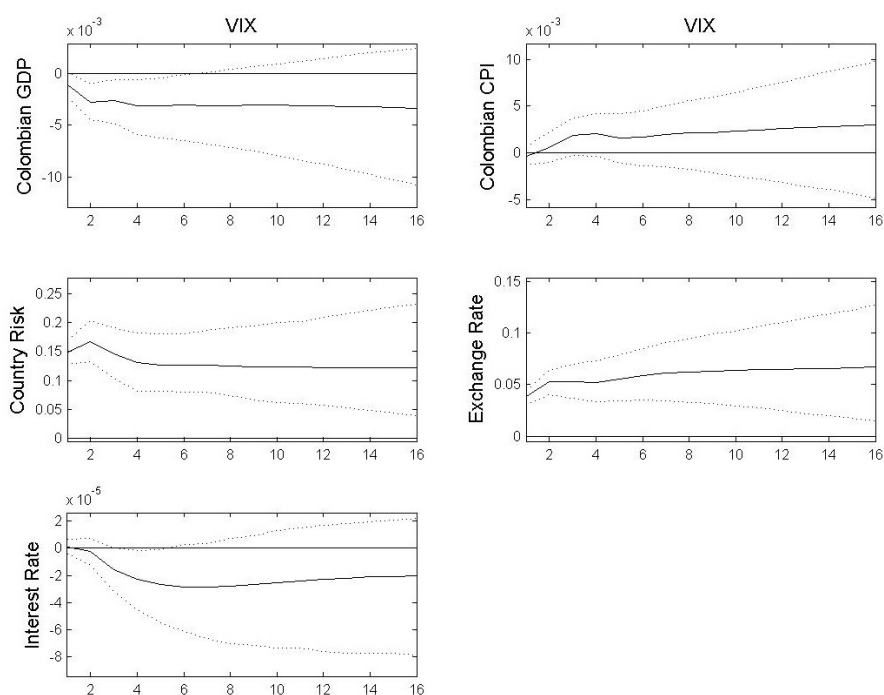 VIX
x 10^-3
Colombian GDP
0
-5
-10
2 4 6 8 10 12 14 16
VIX
x 10^-3
Colombian CPI
10
5
0
-5
2 4 6 8 10 12 14 16
Country Risk
0.25
0.2
0.15
0.1
0.05
0
2 4 6 8 10 12 14 16
Exchange Rate
0.15
0.1
0.05
0
2 4 6 8 10 12 14 16
x 10^-5
Interest Rate
2
0
-2
-4
-6
-8
2 4 6 8 10 12 14 16